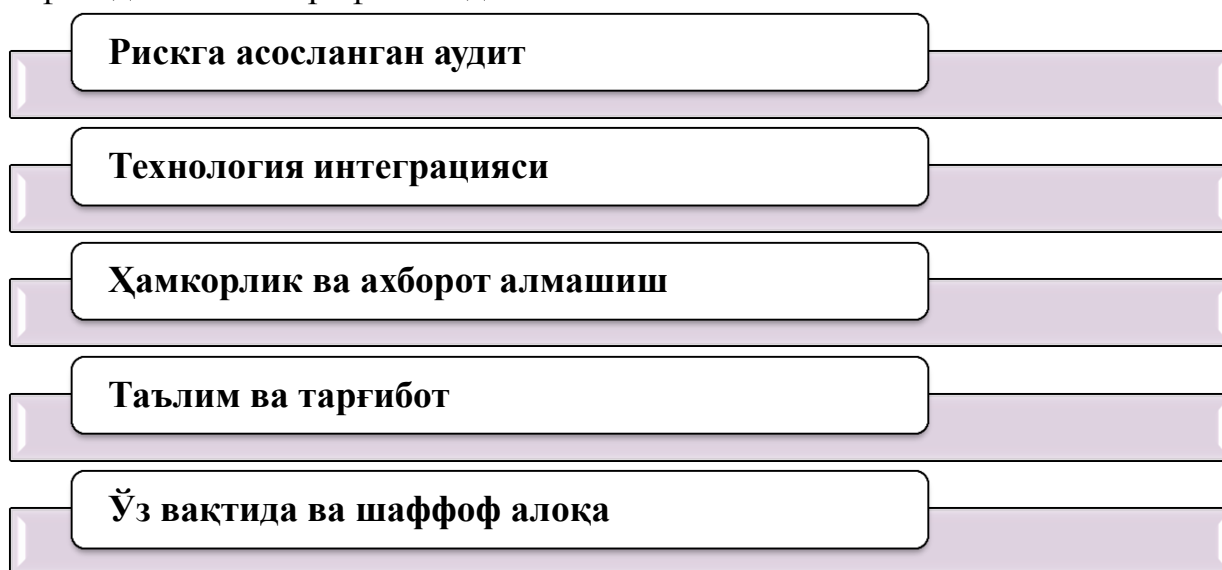 Рискга асосланган аудит
Технология интеграцияси
Ҳамкорлик ва ахборот алмашиш
Таълим ва тарғибот
Ўз вақтида ва шаффоф алоқа